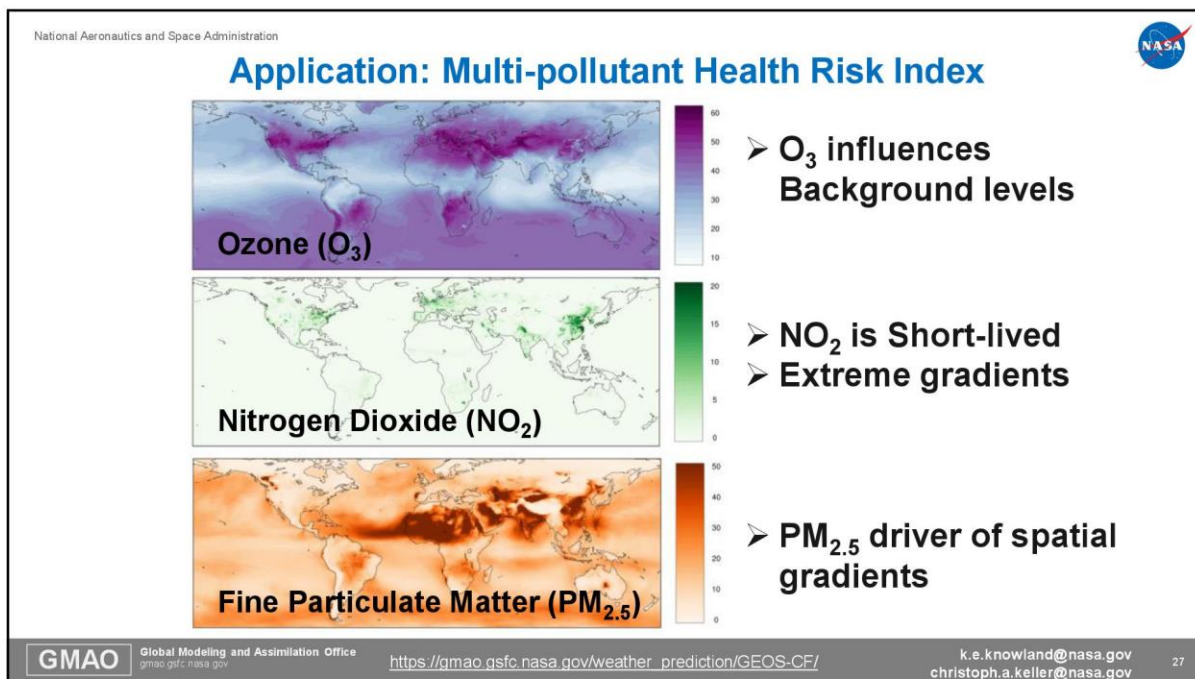 National Aeronautics and Space Administration
NASA
Application: Multi-pollutant Health Risk Index
60
50
40
30
20
10
Ozone (O₃)
➤ O₃ influences
Background levels
20
15
10
5
0
Nitrogen Dioxide (NO₂)
➤ NO₂ is Short-lived
➤ Extreme gradients
50
40
30
20
10
0
Fine Particulate Matter (PM₂.₅)
➤ PM₂.₅ driver of spatial
gradients
GMAO
Global Modeling and Assimilation Office
gmao.gsfc.nasa.gov
https://gmao.gsfc.nasa.gov/weather_prediction/GEOS-CF/
k.e.knowland@nasa.gov
christoph.a.keller@nasa.gov
27